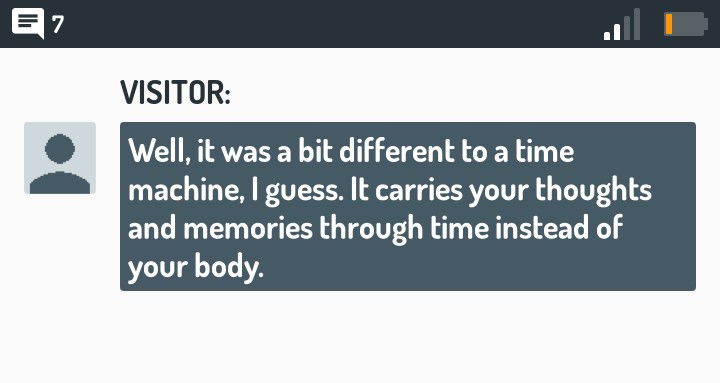 7
VISITOR:
Well, it was a bit different to a time
machine, I guess. It carries your thoughts
and memories through time instead of
your body.